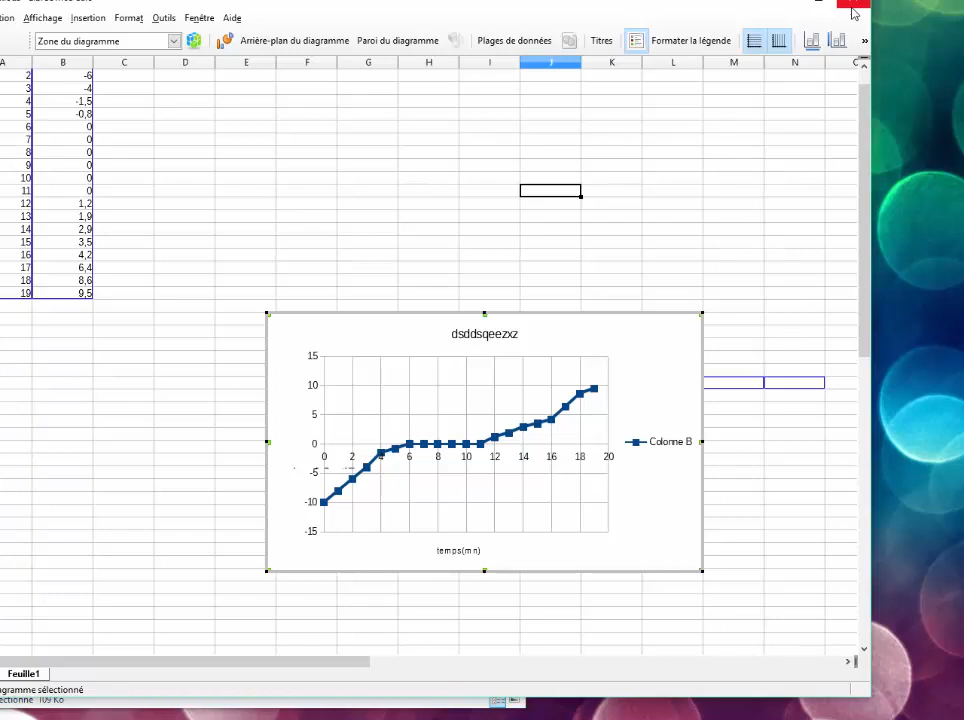 Affichage Insertion Format Outils Fenêtre Aide
Zone du diagramme Arrière-plan du diagramme Paroi du diagramme Plages de données Titres Formater la légende »
A B C D E F G H I J K L M N
2 -6
3 -4
4 -1,5
5 -0,8
6 0
7 0
8 0
9 0
10 0
11 0
12 1,2
13 1,9
14 2,9
15 3,5
16 4,2
17 6,4
18 8,6
19 9,5
dsddsqeezxz
15
10
5
0
-5
-10
-15
0 2 4 6 8 10 12 14 16 18 20
Colonne B
temps(mn)
Feuille1
agramme sélectionné
ectionné 109 Ko